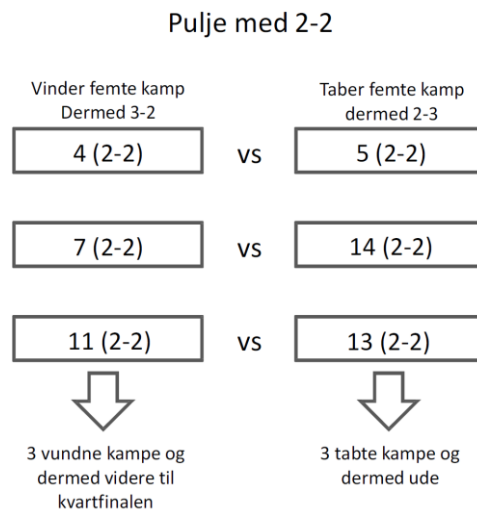 Pulje med 2-2
Vinder femte kamp
Dermed 3-2
Taber femte kamp
dermed 2-3
4 (2-2) vs 5 (2-2)
7 (2-2) vs 14 (2-2)
11 (2-2) vs 13 (2-2)
3 vundne kampe og
dermed videre til
kvartfinalen
3 tabte kampe og
dermed ude